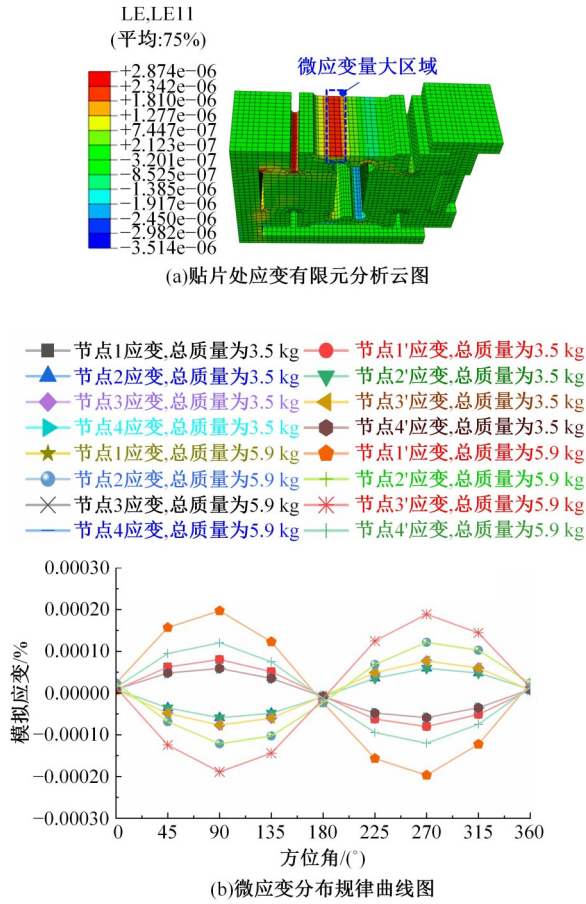 LE,LE11
(平均:75%)
+2.874e-06
+2.342e-06
+1.810e-06
+1.277e-06
+7.447e-07
+2.123e-07
-3.201e-07
-8.525e-07
-1.385e-06
-1.917e-06
-2.450e-06
-2.982e-06
-3.514e-06
微应变量大区域
(a)贴片处应变有限元分析云图
节点1应变,总质量为3.5 kg
节点1'应变,总质量为3.5 kg
节点2应变,总质量为3.5 kg
节点2'应变,总质量为3.5 kg
节点3应变,总质量为3.5 kg
节点3'应变,总质量为3.5 kg
节点4应变,总质量为3.5 kg
节点4'应变,总质量为3.5 kg
节点1应变,总质量为5.9 kg
节点1'应变,总质量为5.9 kg
节点2应变,总质量为5.9 kg
节点2'应变,总质量为5.9 kg
节点3应变,总质量为5.9 kg
节点3'应变,总质量为5.9 kg
节点4应变,总质量为5.9 kg
节点4'应变,总质量为5.9 kg
模拟应变/%
0.00030
0.00020
0.00010
0.00000
-0.00010
-0.00020
-0.00030
0 45 90 135 180 225 270 315 360
方位角/(°)
(b)微应变分布规律曲线图